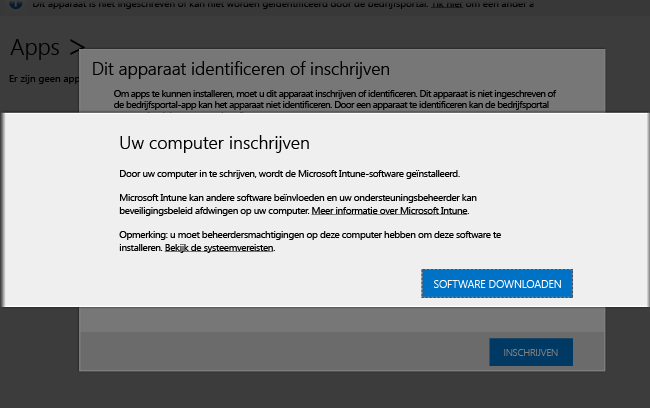 Dit apparaat is niet ingeschreven of kan niet worden geïdentificeerd door de bedrijfsportal. Tik hier om een ander a
Apps >
Dit apparaat identificeren of inschrijven
Er zijn geen app
Om apps te kunnen installeren, moet u dit apparaat inschrijven of identificeren. Dit apparaat is niet ingeschreven of
de bedrijfsportal-app kan het apparaat niet identificeren. Door een apparaat te identificeren kan de bedrijfsportal
Uw computer inschrijven
Door uw computer in te schrijven, wordt de Microsoft Intune-software geïnstalleerd.
Microsoft Intune kan andere software beïnvloeden en uw ondersteuningsbeheerder kan
beveiligingsbeleid afdwingen op uw computer. Meer informatie over Microsoft Intune.
Opmerking: u moet beheerdersmachtigingen op deze computer hebben om deze software te
installeren. Bekijk de systeemvereisten.
SOFTWARE DOWNLOADEN
INSCHRIJVEN